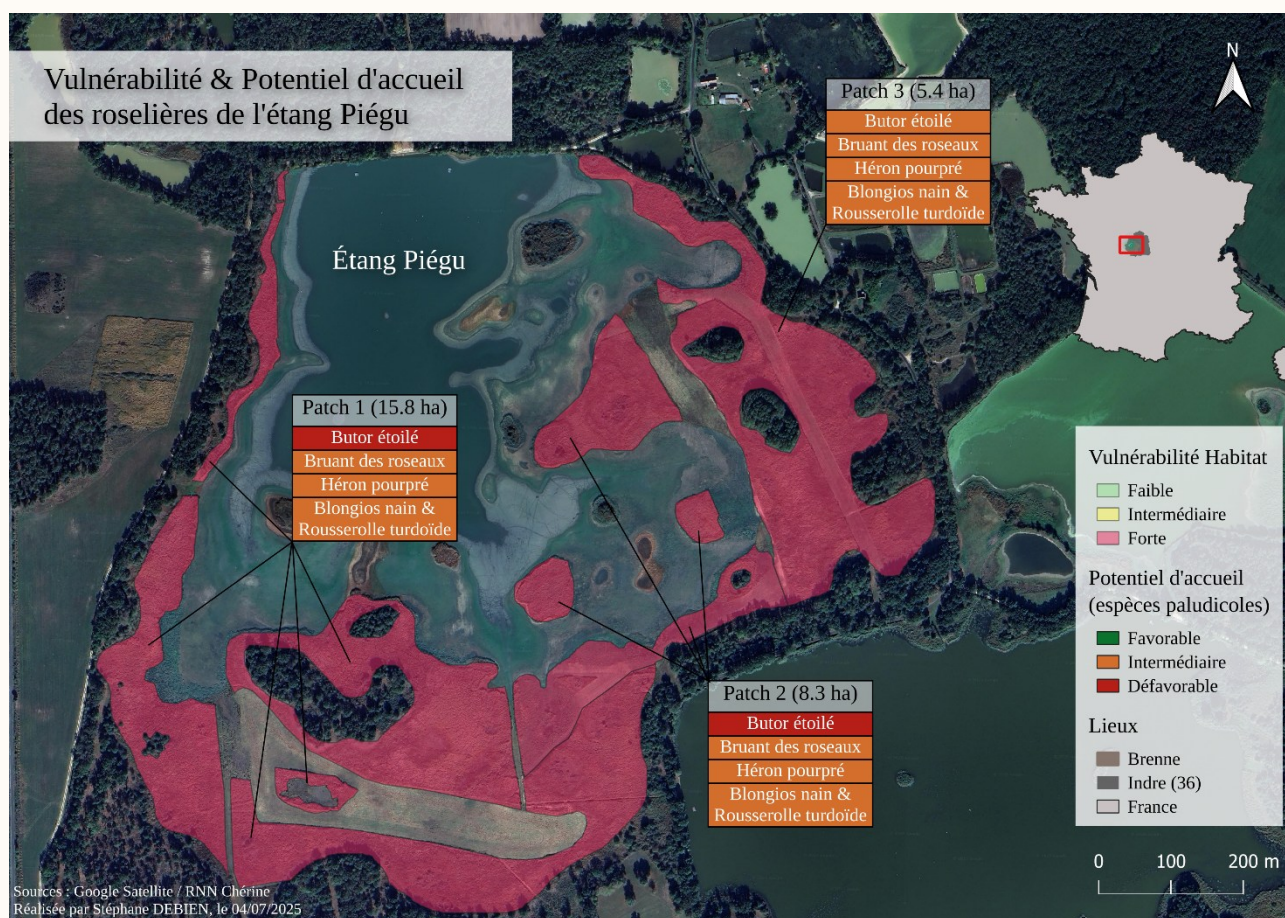 Vulnérabilité & Potentiel d'accueil
des roselières de l'étang Piégu
N
Patch 3 (5.4 ha)
Butor étoilé
Bruant des roseaux
Héron pourpré
Blongios nain &
Rousserolle turdoïde
Étang Piégu
Patch 1 (15.8 ha)
Butor étoilé
Bruant des roseaux
Héron pourpré
Blongios nain &
Rousserolle turdoïde
Patch 2 (8.3 ha)
Butor étoilé
Bruant des roseaux
Héron pourpré
Blongios nain &
Rousserolle turdoïde
Vulnérabilité Habitat
Faible
Intermédiaire
Forte
Potentiel d'accueil
(espèces paludicoles)
Favorable
Intermédiaire
Défavorable
Lieux
Brenne
Indre (36)
France
0 100 200 m
Sources : Google Satellite / RNN Chérine
Réalisée par Stéphane DEBIEN, le 04/07/2025